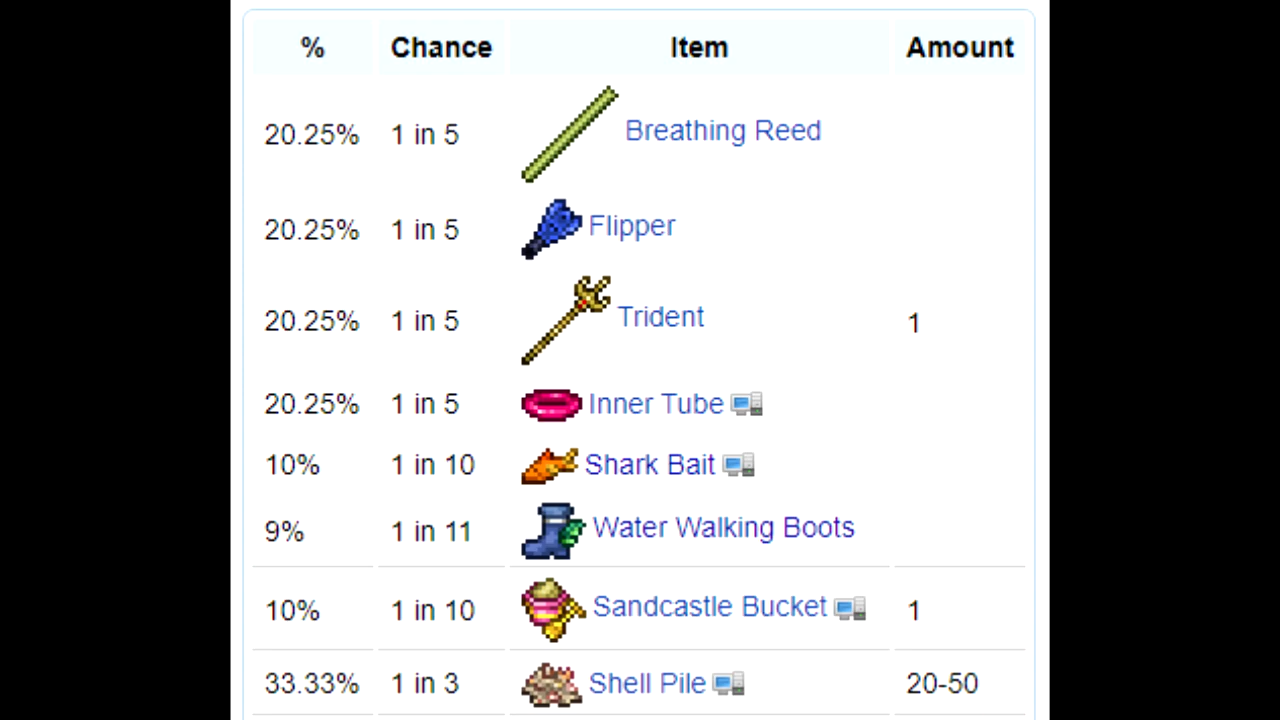 % Chance Item Amount
20.25% 1 in 5 Breathing Reed
20.25% 1 in 5 Flipper
20.25% 1 in 5 Trident 1
20.25% 1 in 5 Inner Tube
10% 1 in 10 Shark Bait
9% 1 in 11 Water Walking Boots
10% 1 in 10 Sandcastle Bucket 1
33.33% 1 in 3 Shell Pile 20-50